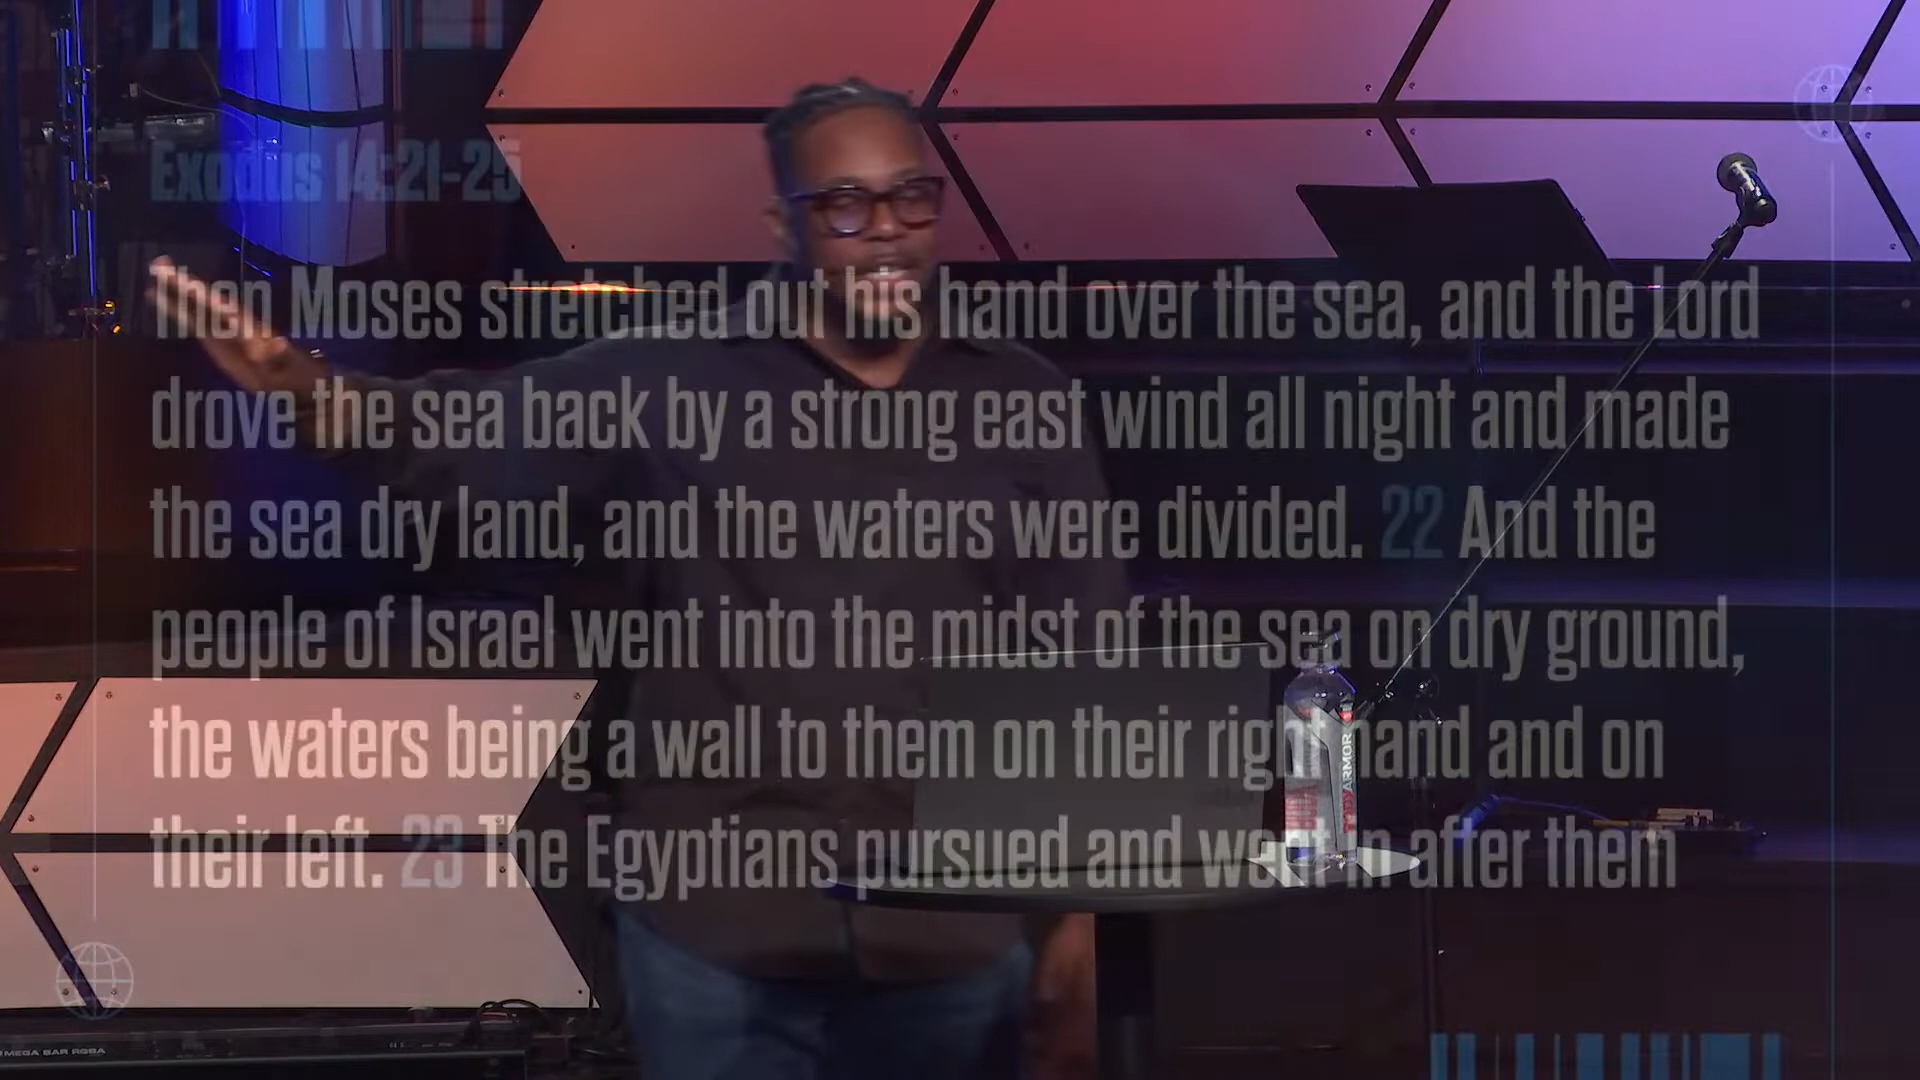 Exodus 14:21-25
Then Moses stretched out his hand over the sea, and the Lord
drove the sea back by a strong east wind all night and made
the sea dry land, and the waters were divided. 22 And the
people of Israel went into the midst of the sea on dry ground,
the waters being a wall to them on their right hand and on
their left. 23 The Egyptians pursued and went in after them
BODYARMOR
MEGA BAR RGBA